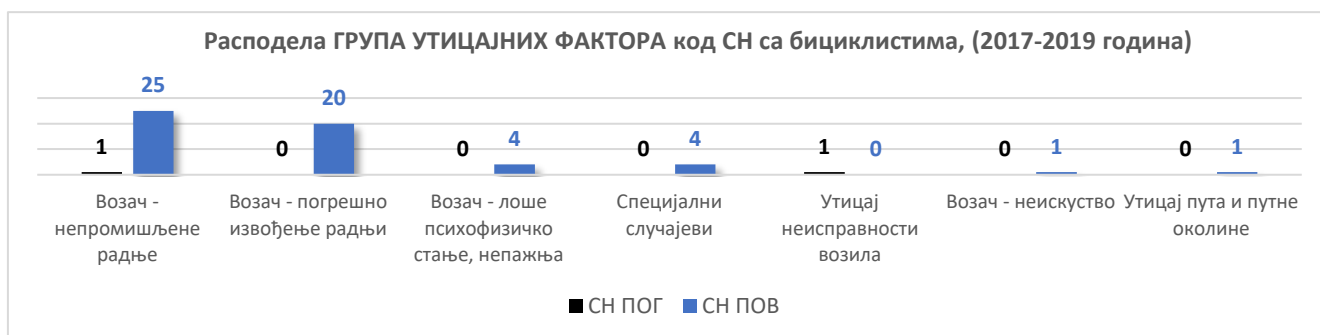 Расподела ГРУПА УТИЦАЈНИХ ФАКТОРА код СН са бициклистима, (2017-2019 година)
1 25 0 20 0 4 0 4 1 0 0 1 0 1
Возач -
непромишљене
радње
Возач - погрешно
извођење радњи
Возач - лоше
психофизичко
стање, непажња
Специјални
случајеви
Утицај
неисправности
возила
Возач - неискуство
Утицај пута и путне
околине
СН ПОГ СН ПОВ